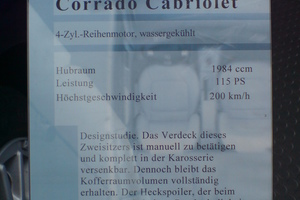 Corrado Cabriolet
4-Zyl.-Reihenmotor, wassergekühlt
Hubraum 1984 ccm
Leistung 115 PS
Höchstgeschwindigkeit 200 km/h
Designstudie. Das Verdeck dieses
Zweisitzers ist manuell zu betätigen
und komplett in der Karosserie
versenkbar. Dennoch bleibt das
Kofferraumvolumen vollständig
erhalten. Der Heckspoiler, der beim